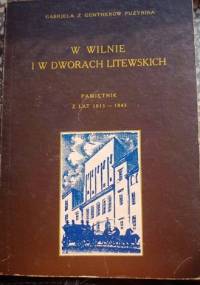 GABRIELA Z GÜNTHERÓW PUZYNINA
W WILNIE
I W DWORACH LITEWSKICH
PAMIĘTNIK
Z LAT 1815 — 1843